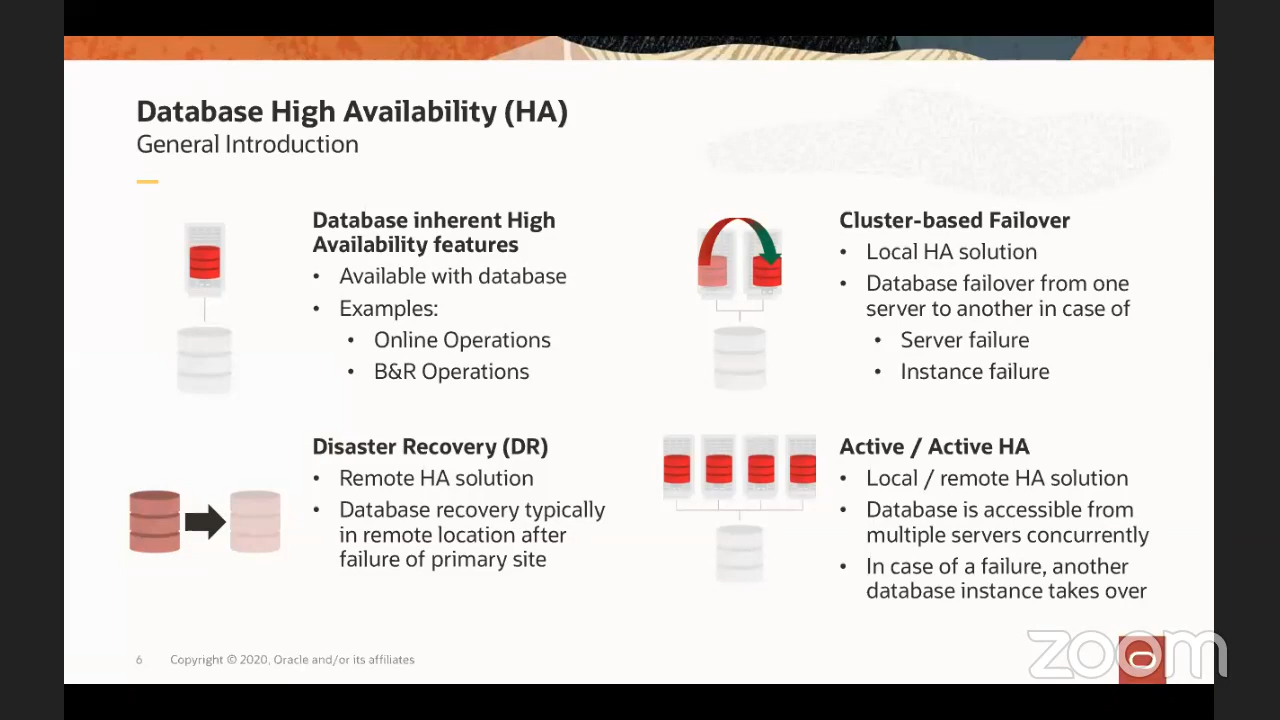 Database High Availability (HA)
General Introduction
Database inherent High
Availability features
• Available with database
• Examples:
• Online Operations
• B&R Operations
Cluster-based Failover
• Local HA solution
• Database failover from one
server to another in case of
• Server failure
• Instance failure
Disaster Recovery (DR)
• Remote HA solution
• Database recovery typically
in remote location after
failure of primary site
Active / Active HA
• Local / remote HA solution
• Database is accessible from
multiple servers concurrently
• In case of a failure, another
database instance takes over
6 Copyright © 2020, Oracle and/or its affiliates
zoom